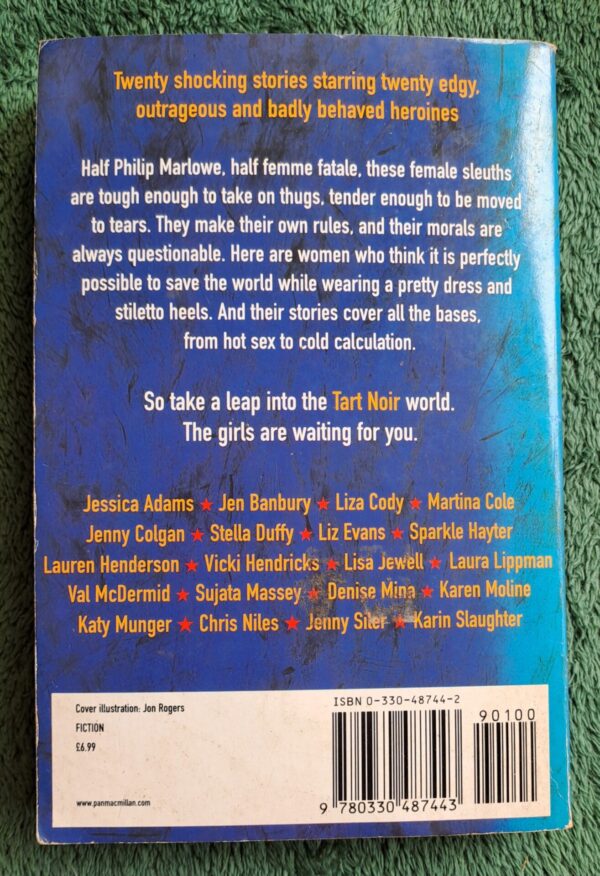 Twenty shocking stories starring twenty edgy,
outrageous and badly behaved heroines
Half Philip Marlowe, half femme fatale, these female sleuths
are tough enough to take on thugs, tender enough to be moved
to tears. They make their own rules, and their morals are
always questionable. Here are women who think it is perfectly
possible to save the world while wearing a pretty dress and
stiletto heels. And their stories cover all the bases,
from hot sex to cold calculation.
So take a leap into the Tart Noir world.
The girls are waiting for you.
Jessica Adams ★ Jen Banbury ★ Liza Cody ★ Martina Cole
Jenny Colgan ★ Stella Duffy ★ Liz Evans ★ Sparkle Hayter
Lauren Henderson ★ Vicki Hendricks ★ Lisa Jewell ★ Laura Lippman
Val McDermid ★ Sujata Massey ★ Denise Mina ★ Karen Moline
Katy Munger ★ Chris Niles ★ Jenny Siler ★ Karin Slaughter
Cover illustration: Jon Rogers
FICTION
£6.99
www.panmacmillan.com
ISBN 0-330-48744-2
90100
9 780330 487443